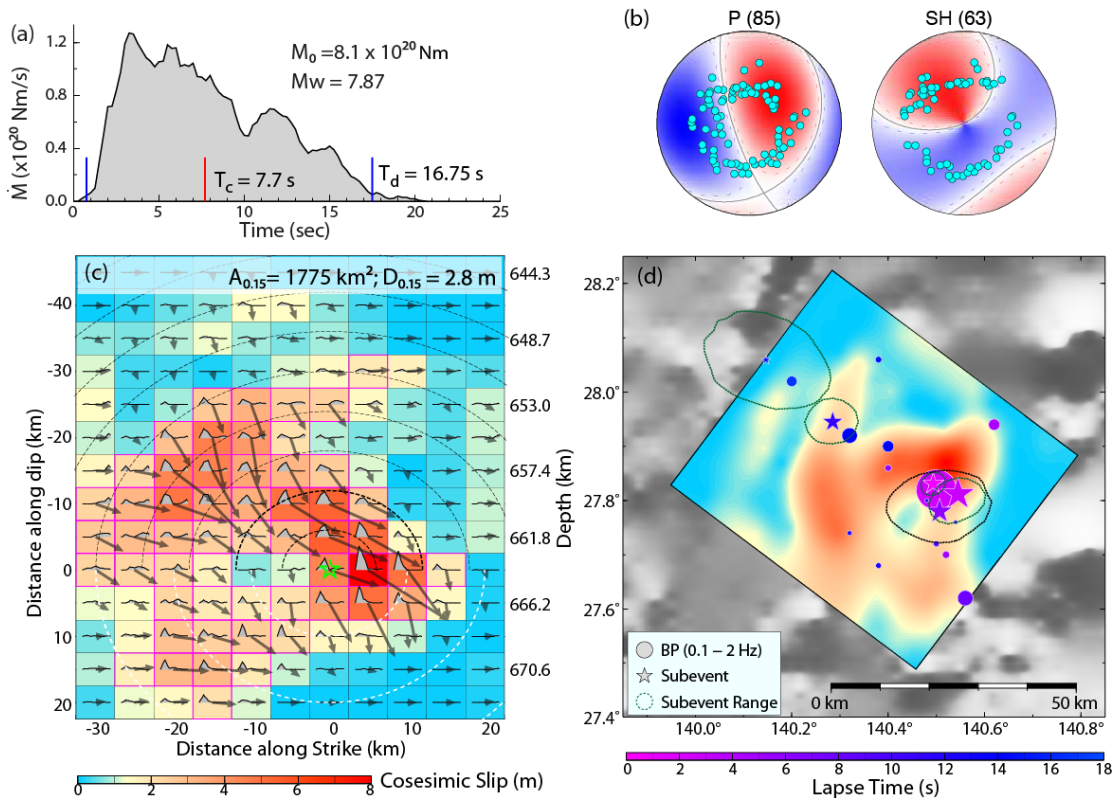 (a)
M₀ =8.1 x 10²⁰ Nm
Mw = 7.87
1.2
0.8
0.4
0
Ṁ (x10²⁰ Nm/s)
T_c = 7.7 s
T_d = 16.75 s
0 5 10 15 20 25
Time (sec)
(b)
P (85)
SH (63)
(c)
A₀.₁₅= 1775 km²; D₀.₁₅ = 2.8 m
-40
-30
-20
-10
0
10
20
Distance along dip (km)
644.3
648.7
653.0
657.4
661.8
666.2
670.6
Depth (km)
-30 -20 -10 0 10 20
Distance along Strike (km)
0 2 4 6 8
Cosesimic Slip (m)
(d)
28.2°
28.0°
27.8°
27.6°
27.4°
BP (0.1 – 2 Hz)
Subevent
Subevent Range
0 km 50 km
140.0° 140.2° 140.4° 140.6° 140.8°
0 2 4 6 8 10 12 14 16 18
Lapse Time (s)